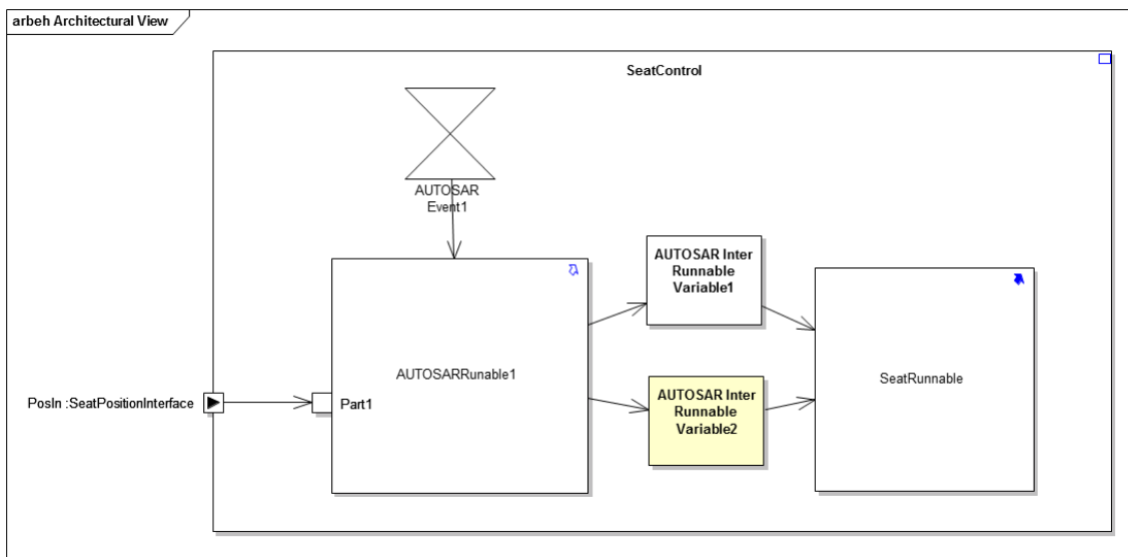 arbeh Architectural View
SeatControl
AUTOSAR
Event1
AUTOSAR Inter
Runnable
Variable1
AUTOSARRunable1
SeatRunnable
PosIn :SeatPositionInterface
Part1
AUTOSAR Inter
Runnable
Variable2